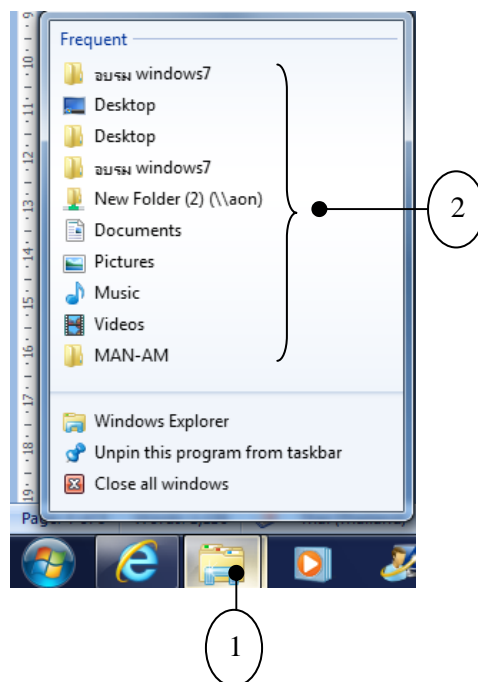 Frequent
อบรม windows7
Desktop
Desktop
อบรม windows7
New Folder (2) (\\aon)
Documents
Pictures
Music
Videos
MAN-AM
2
Windows Explorer
Unpin this program from taskbar
Close all windows
1